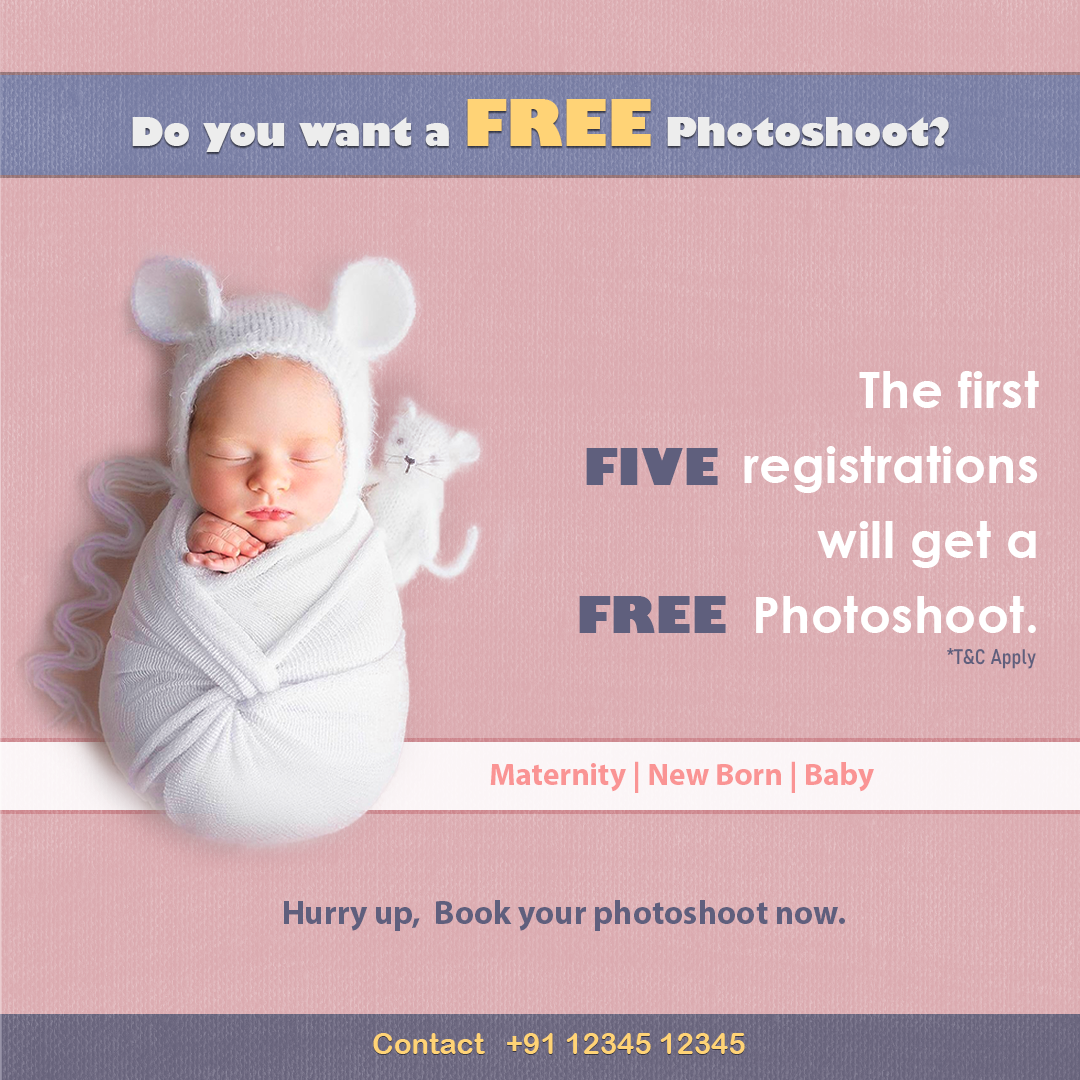 Do you want a FREE Photoshoot?
The first
FIVE registrations
will get a
FREE Photoshoot.
*T&C Apply
Maternity | New Born | Baby
Hurry up, Book your photoshoot now.
Contact +91 12345 12345